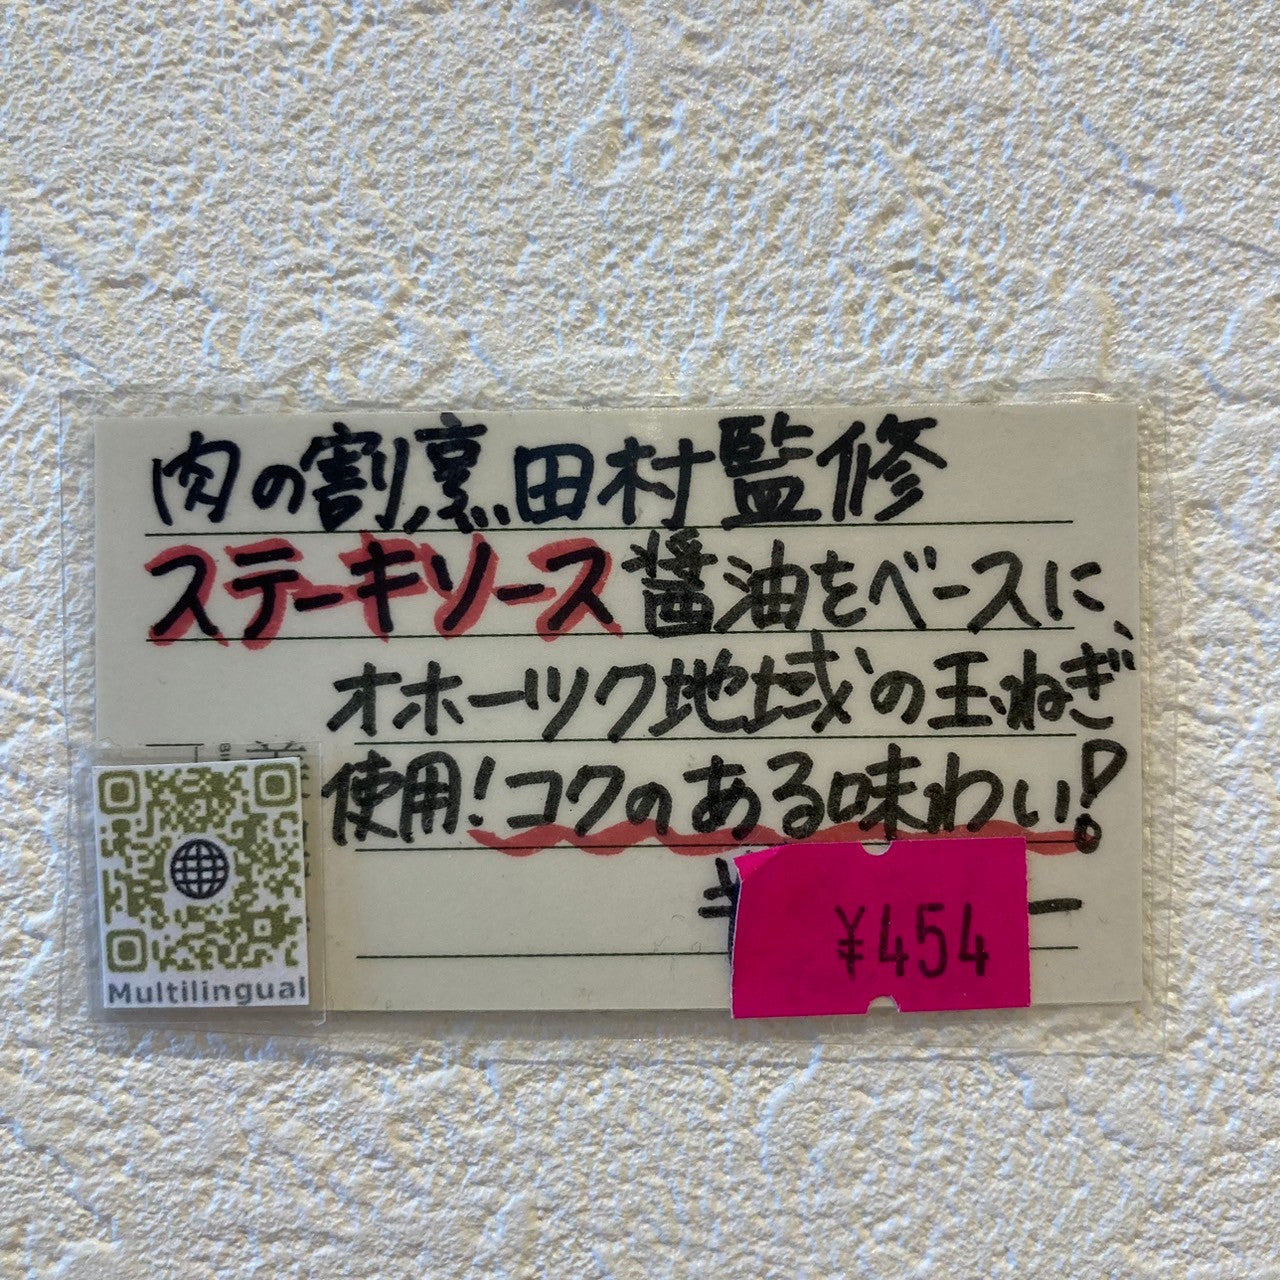 肉の割烹田村監修
ステーキソース醤油をベースに
オホーツク地域の玉ねぎ
使用!コクのある味わい!
¥454
Multilingual